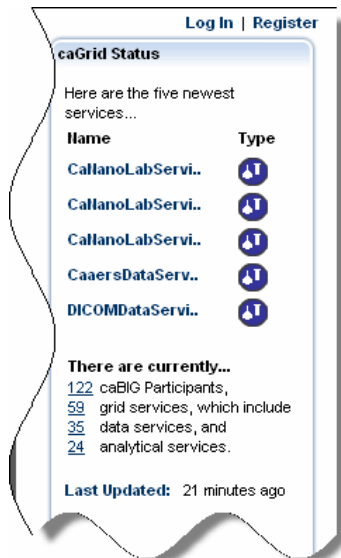 Log In | Register
caGrid Status
Here are the five newest
services...
Name Type
CaNanoLabServi..
CaNanoLabServi..
CaNanoLabServi..
CaaersDataServ..
DICOMDataServi..
There are currently...
122 caBIG Participants,
59 grid services, which include
35 data services, and
24 analytical services.
Last Updated: 21 minutes ago